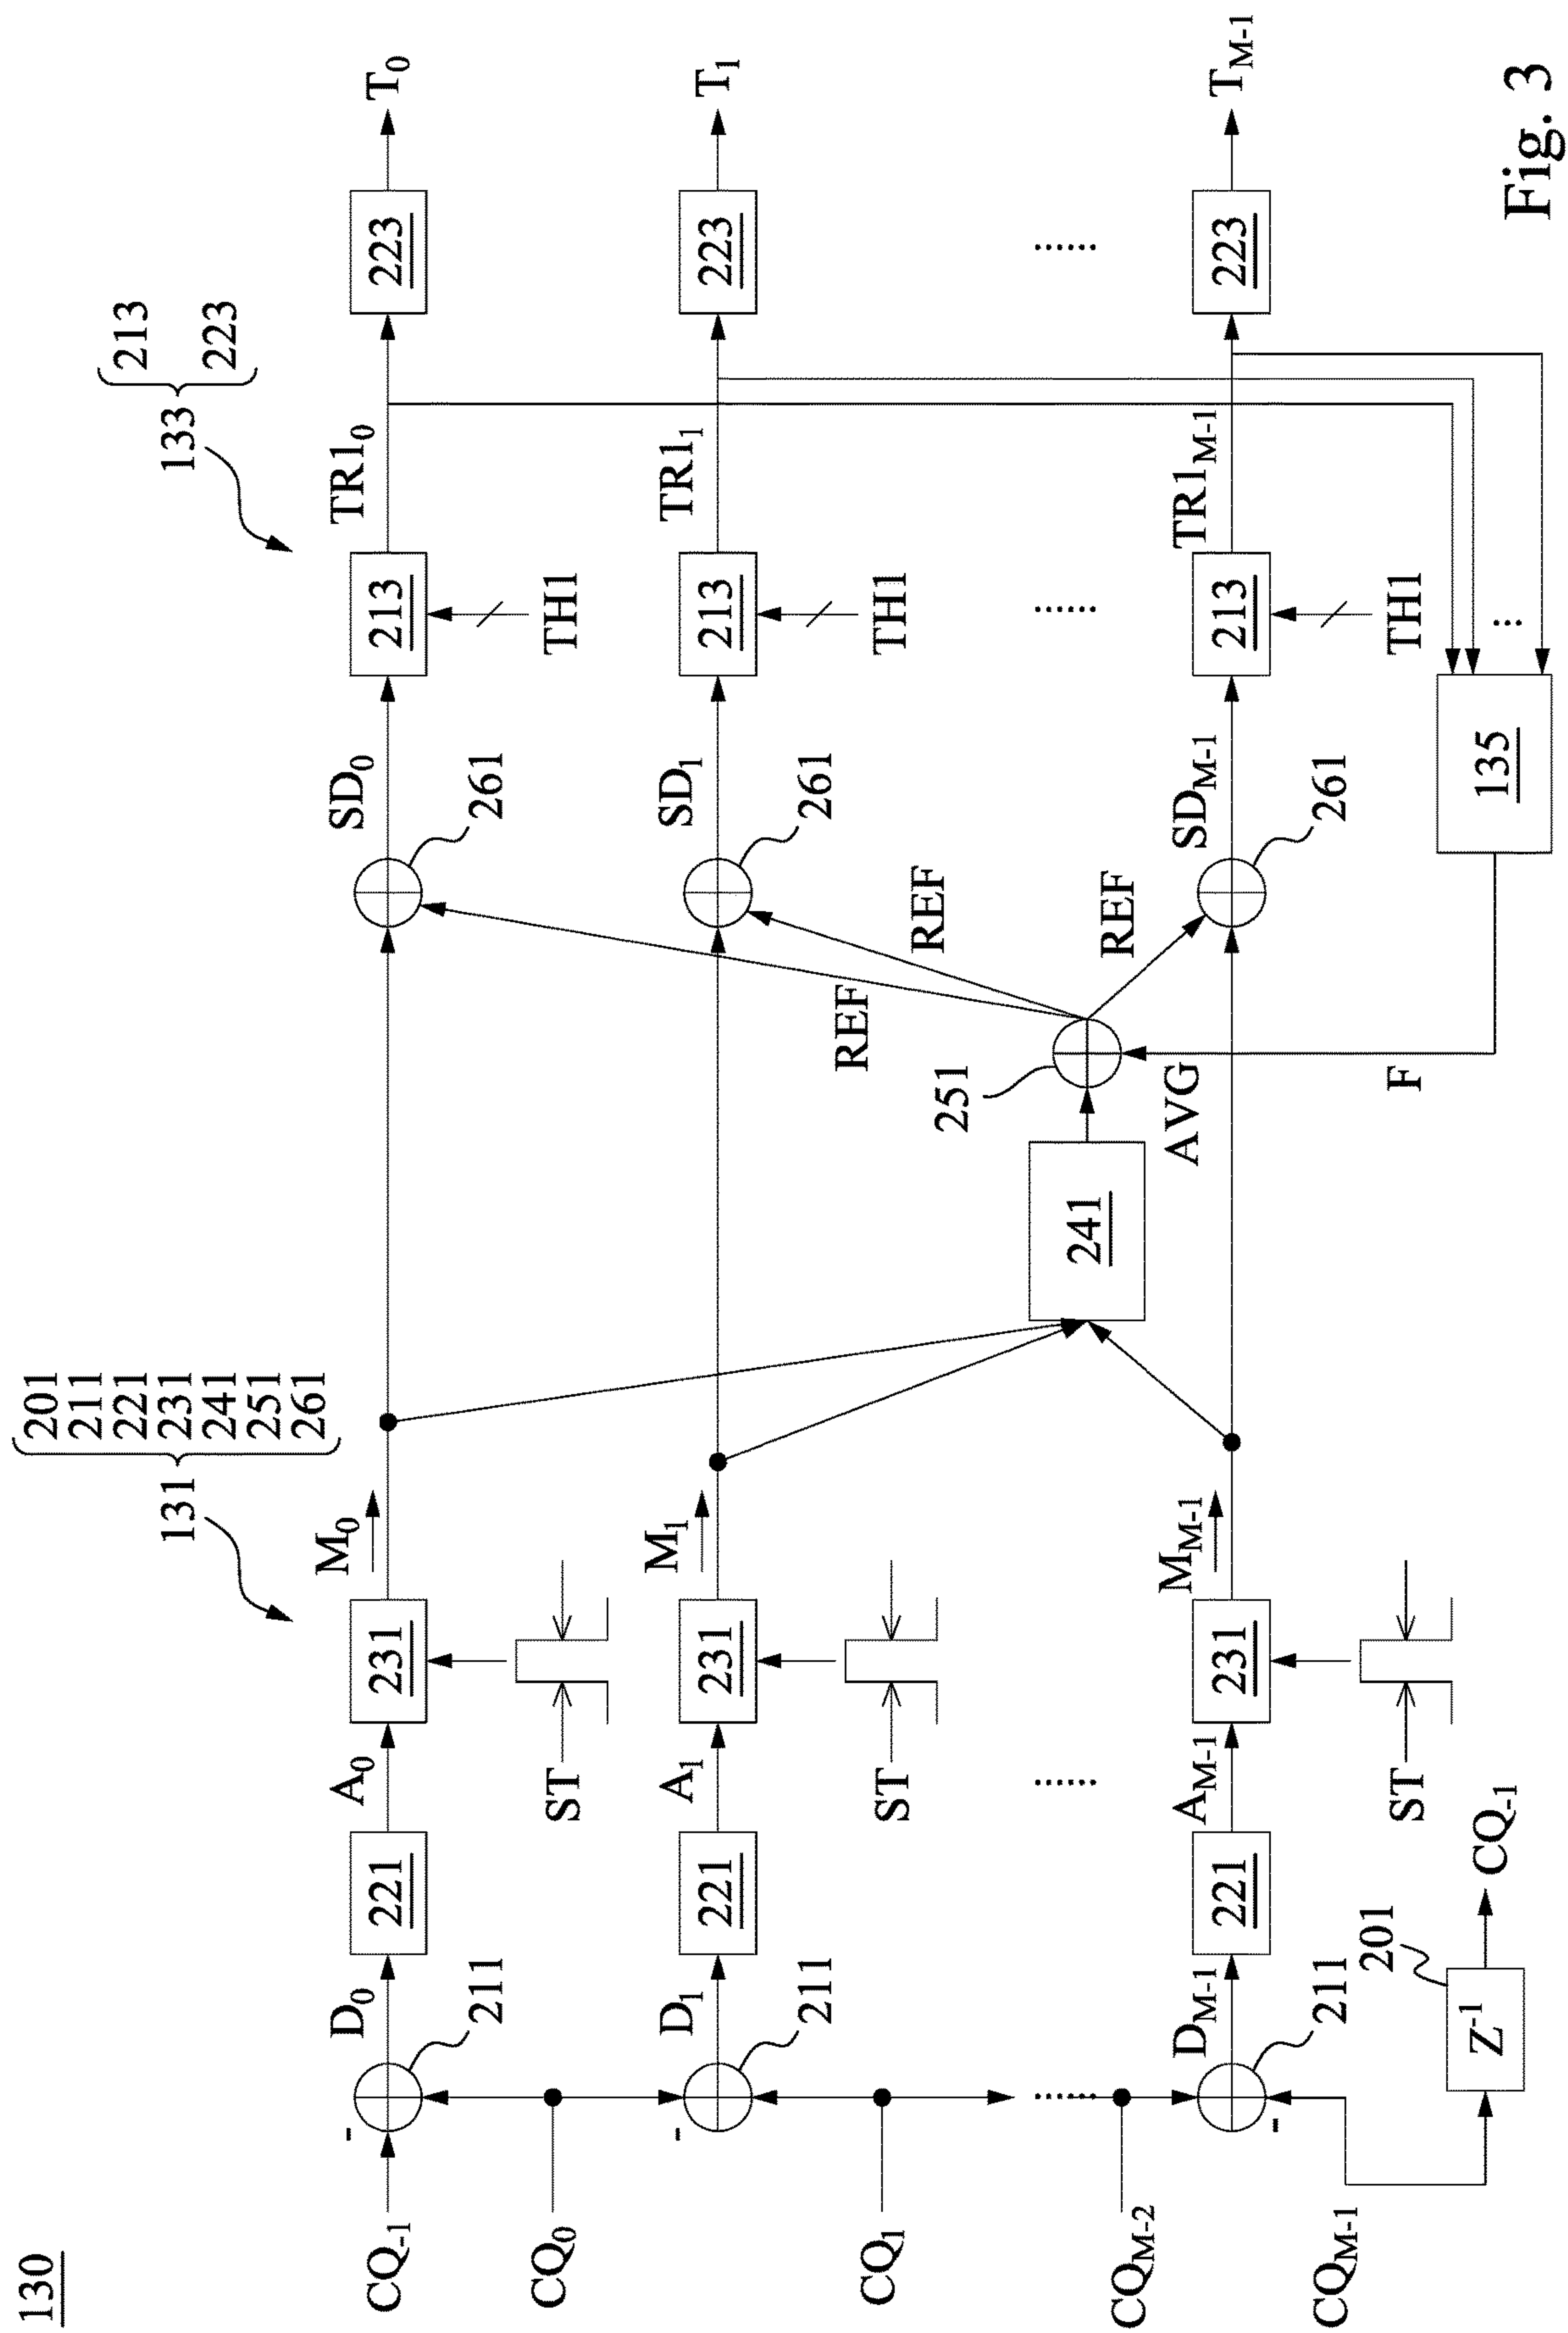 130
131 { 201
211
221
231
241
251
261
133 { 213
223
CQ-1
-
D0
221
A0
231
M0
SD0
213
TR10
223
T0
211
ST
261
TH1
CQ0
-
D1
221
A1
231
M1
SD1
213
TR11
223
T1
211
ST
REF
REF
261
TH1
CQ1
251
241
AVG
REF
......
......
......
......
CQM-2
DM-1
221
AM-1
231
MM-1
SDM-1
213
TR1M-1
223
TM-1
-
211
ST
261
TH1
CQM-1
201
Z-1
CQ-1
F
135
...
Fig. 3